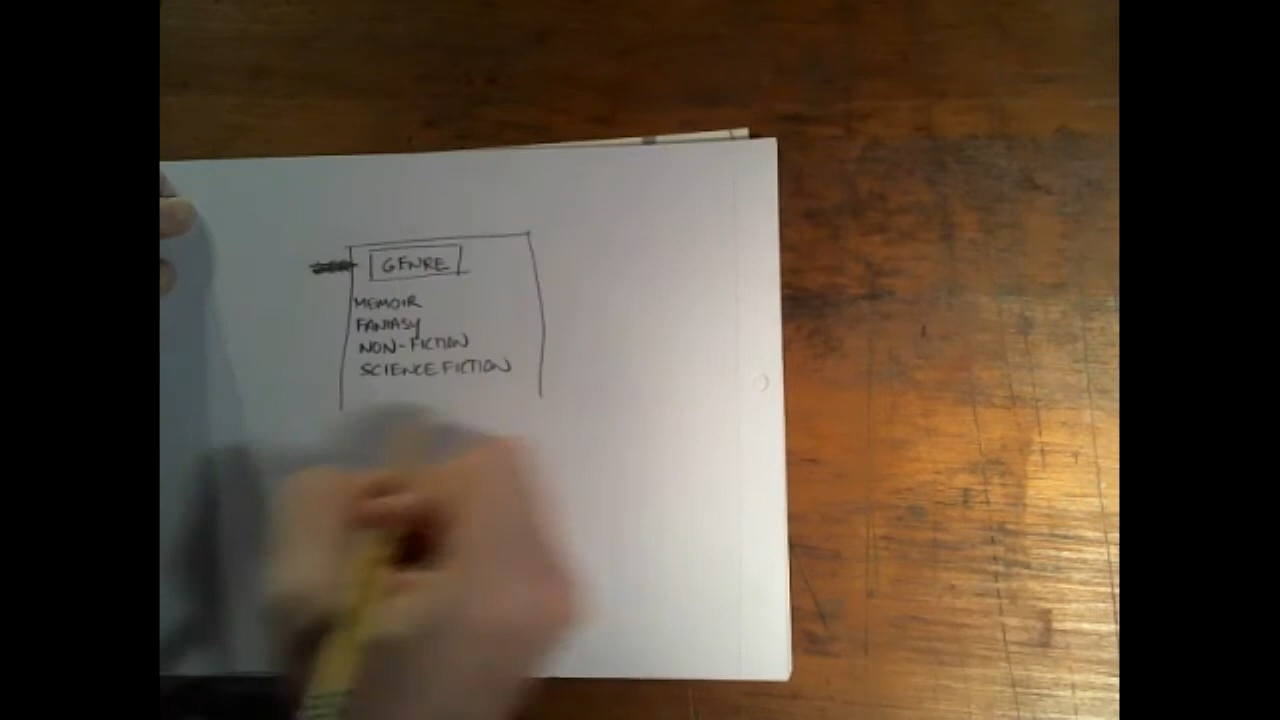 GENRE
MEMOIR
FANTASY
NON-FICTION
SCIENCE FICTION